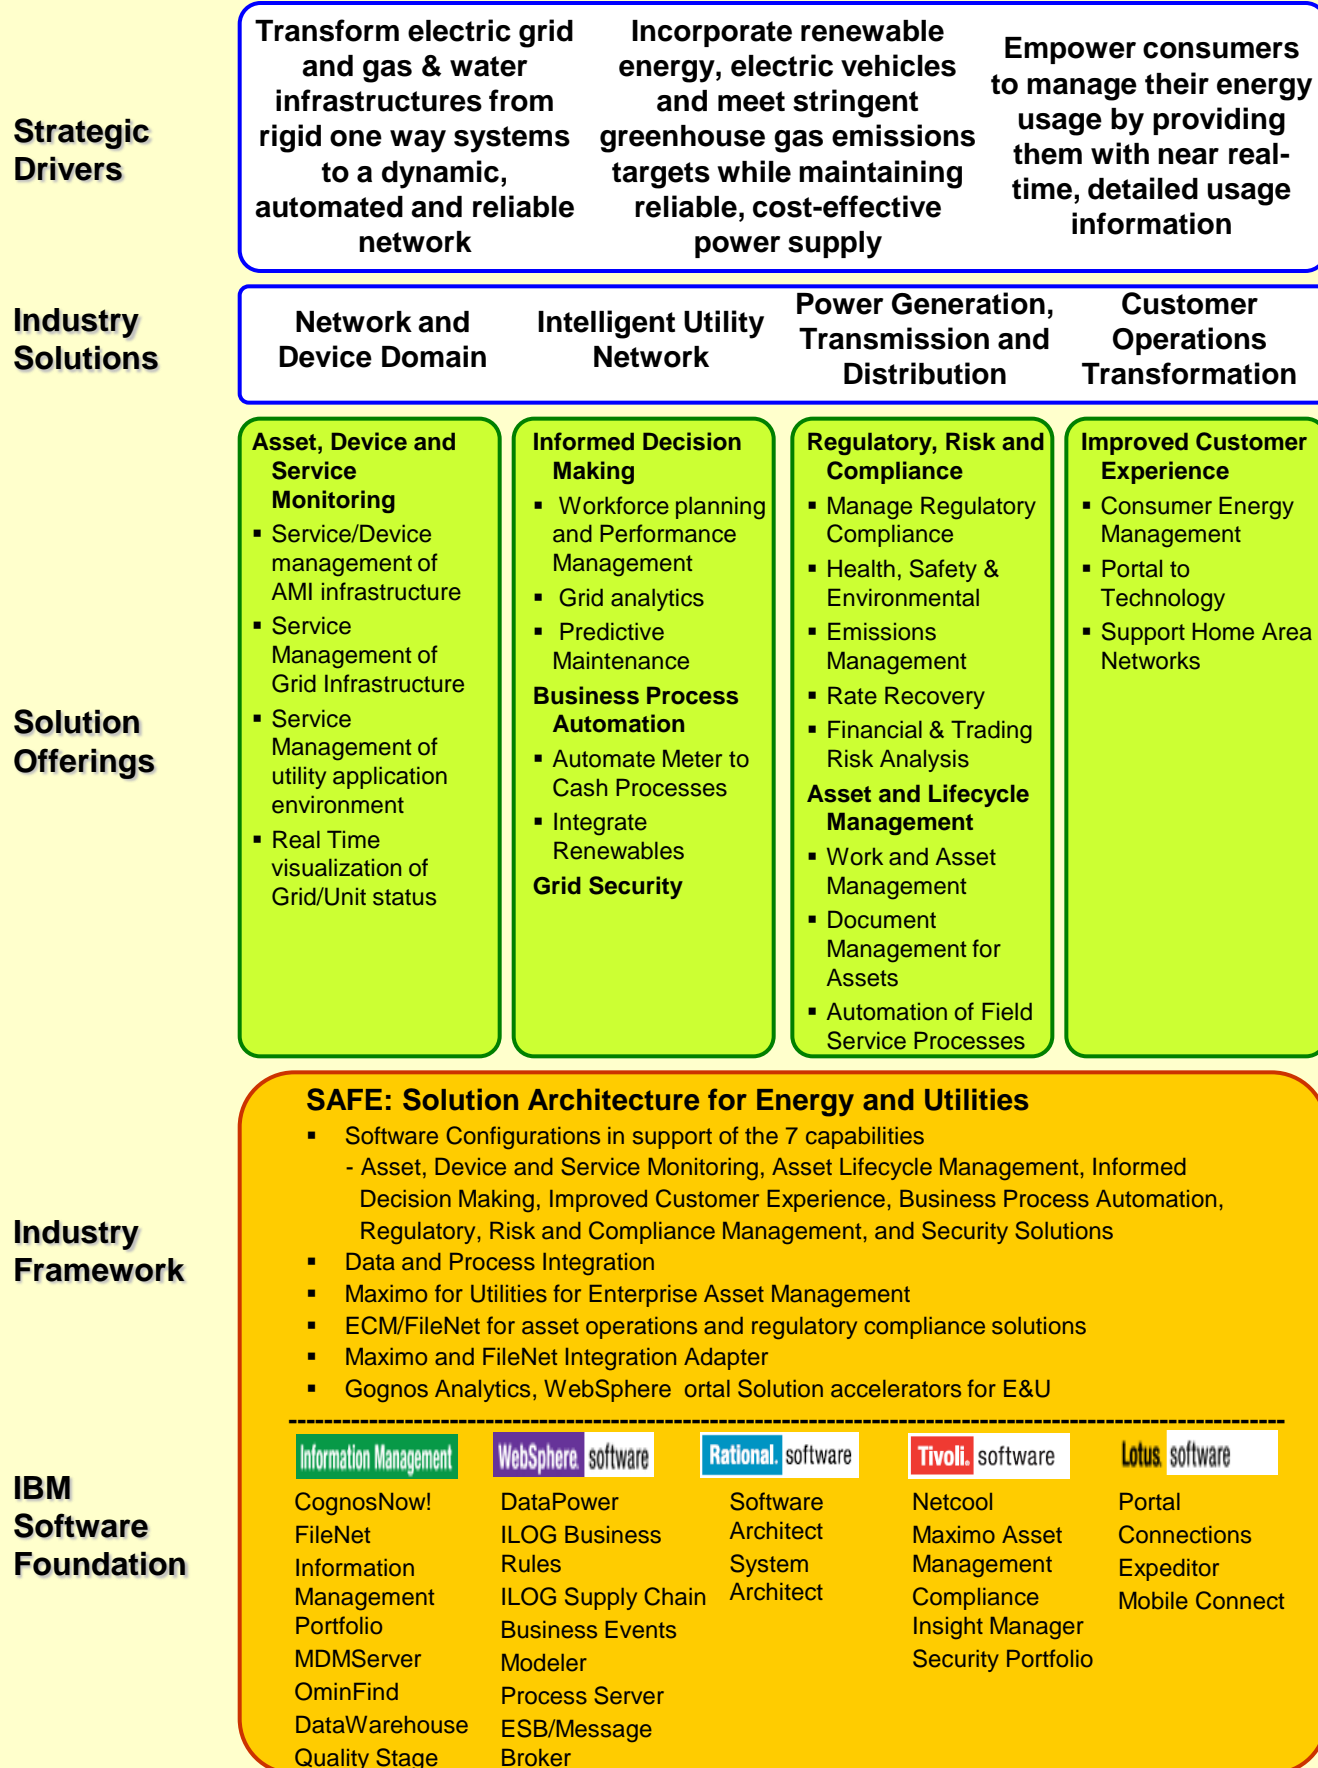 Strategic
Drivers
Transform electric grid
and gas & water
infrastructures from
rigid one way systems
to a dynamic,
automated and reliable
network
Incorporate renewable
energy, electric vehicles
and meet stringent
greenhouse gas emissions
targets while maintaining
reliable, cost-effective
power supply
Empower consumers
to manage their energy
usage by providing
them with near real-
time, detailed usage
information
Industry
Solutions
Network and
Device Domain
Intelligent Utility
Network
Power Generation,
Transmission and
Distribution
Customer
Operations
Transformation
Solution
Offerings
Asset, Device and
Service
Monitoring
▪ Service/Device
management of
AMI infrastructure
▪ Service
Management of
Grid Infrastructure
▪ Service
Management of
utility application
environment
▪ Real Time
visualization of
Grid/Unit status
Informed Decision
Making
▪ Workforce planning
and Performance
Management
▪ Grid analytics
▪ Predictive
Maintenance
Business Process
Automation
▪ Automate Meter to
Cash Processes
▪ Integrate
Renewables
Grid Security
Regulatory, Risk and
Compliance
▪ Manage Regulatory
Compliance
▪ Health, Safety &
Environmental
▪ Emissions
Management
▪ Rate Recovery
▪ Financial & Trading
Risk Analysis
Asset and Lifecycle
Management
▪ Work and Asset
Management
▪ Document
Management for
Assets
▪ Automation of Field
Service Processes
Improved Customer
Experience
▪ Consumer Energy
Management
▪ Portal to
Technology
▪ Support Home Area
Networks
Industry
Framework
SAFE: Solution Architecture for Energy and Utilities
▪ Software Configurations in support of the 7 capabilities
- Asset, Device and Service Monitoring, Asset Lifecycle Management, Informed
Decision Making, Improved Customer Experience, Business Process Automation,
Regulatory, Risk and Compliance Management, and Security Solutions
▪ Data and Process Integration
▪ Maximo for Utilities for Enterprise Asset Management
▪ ECM/FileNet for asset operations and regulatory compliance solutions
▪ Maximo and FileNet Integration Adapter
▪ Gognos Analytics, WebSphere ortal Solution accelerators for E&U
IBM
Software
Foundation
Information Management
CognosNow!
FileNet
Information
Management
Portfolio
MDMServer
OminFind
DataWarehouse
Quality Stage
WebSphere. software
DataPower
ILOG Business
Rules
ILOG Supply Chain
Business Events
Modeler
Process Server
ESB/Message
Broker
Rational. software
Software
Architect
System
Architect
Tivoli. software
Netcool
Maximo Asset
Management
Compliance
Insight Manager
Security Portfolio
Lotus. software
Portal
Connections
Expeditor
Mobile Connect